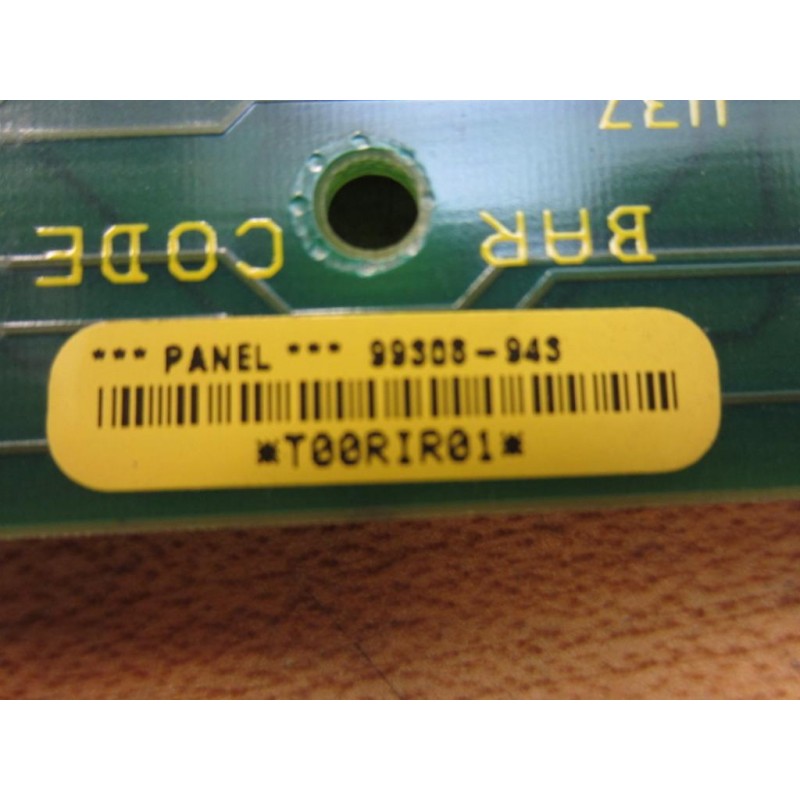 U37
BAR CODE
*** PANEL *** 99308-943
*T00RIR01*